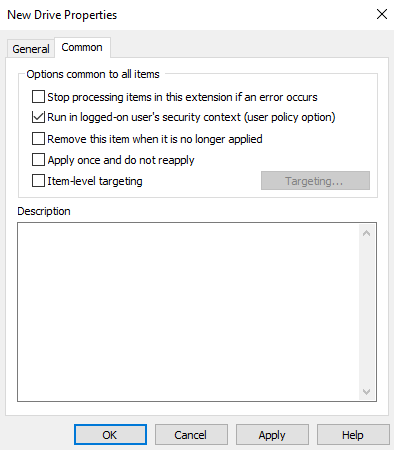 New Drive Properties
General
Common
Options common to all items
Stop processing items in this extension if an error occurs
Run in logged-on user's security context (user policy option)
Remove this item when it is no longer applied
Apply once and do not reapply
Item-level targeting
Targeting...
Description
OK
Cancel
Apply
Help